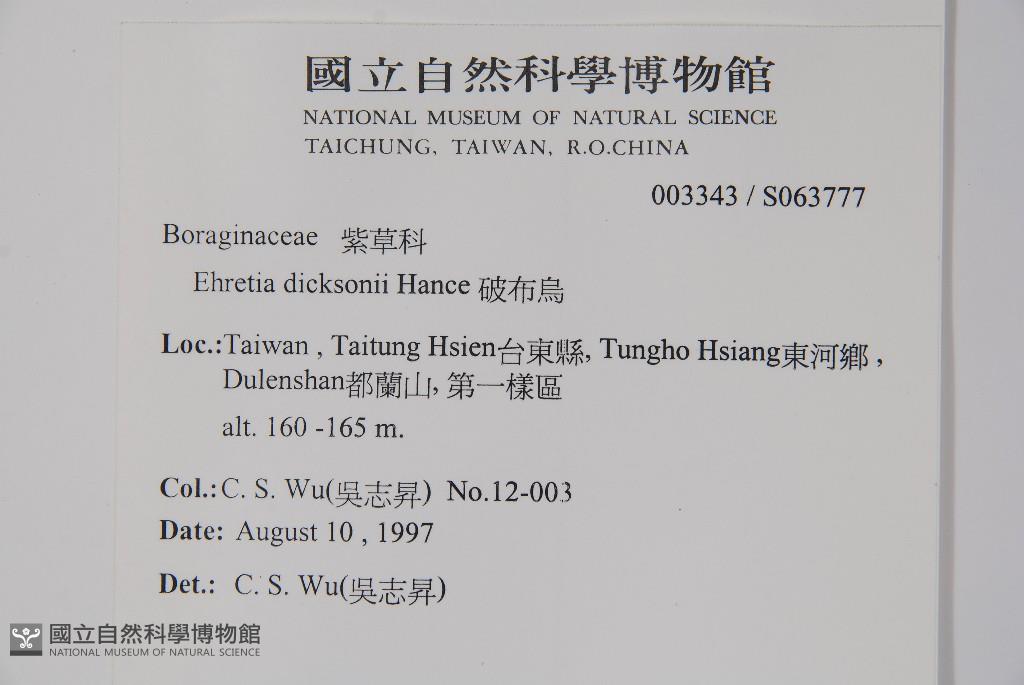 國立自然科學博物館
NATIONAL MUSEUM OF NATURAL SCIENCE
TAICHUNG, TAIWAN, R.O.CHINA
003343 / S063777
Boraginaceae 紫草科
Ehretia dicksonii Hance 破布烏
Loc.:Taiwan , Taitung Hsien台東縣, Tungho Hsiang東河鄉 ,
Dulenshan都蘭山, 第一樣區
alt. 160 -165 m.
Col.: C. S. Wu(吳志昇) No.12-003
Date: August 10 , 1997
Det.: C. S. Wu(吳志昇)
國立自然科學博物館
NATIONAL MUSEUM OF NATURAL SCIENCE